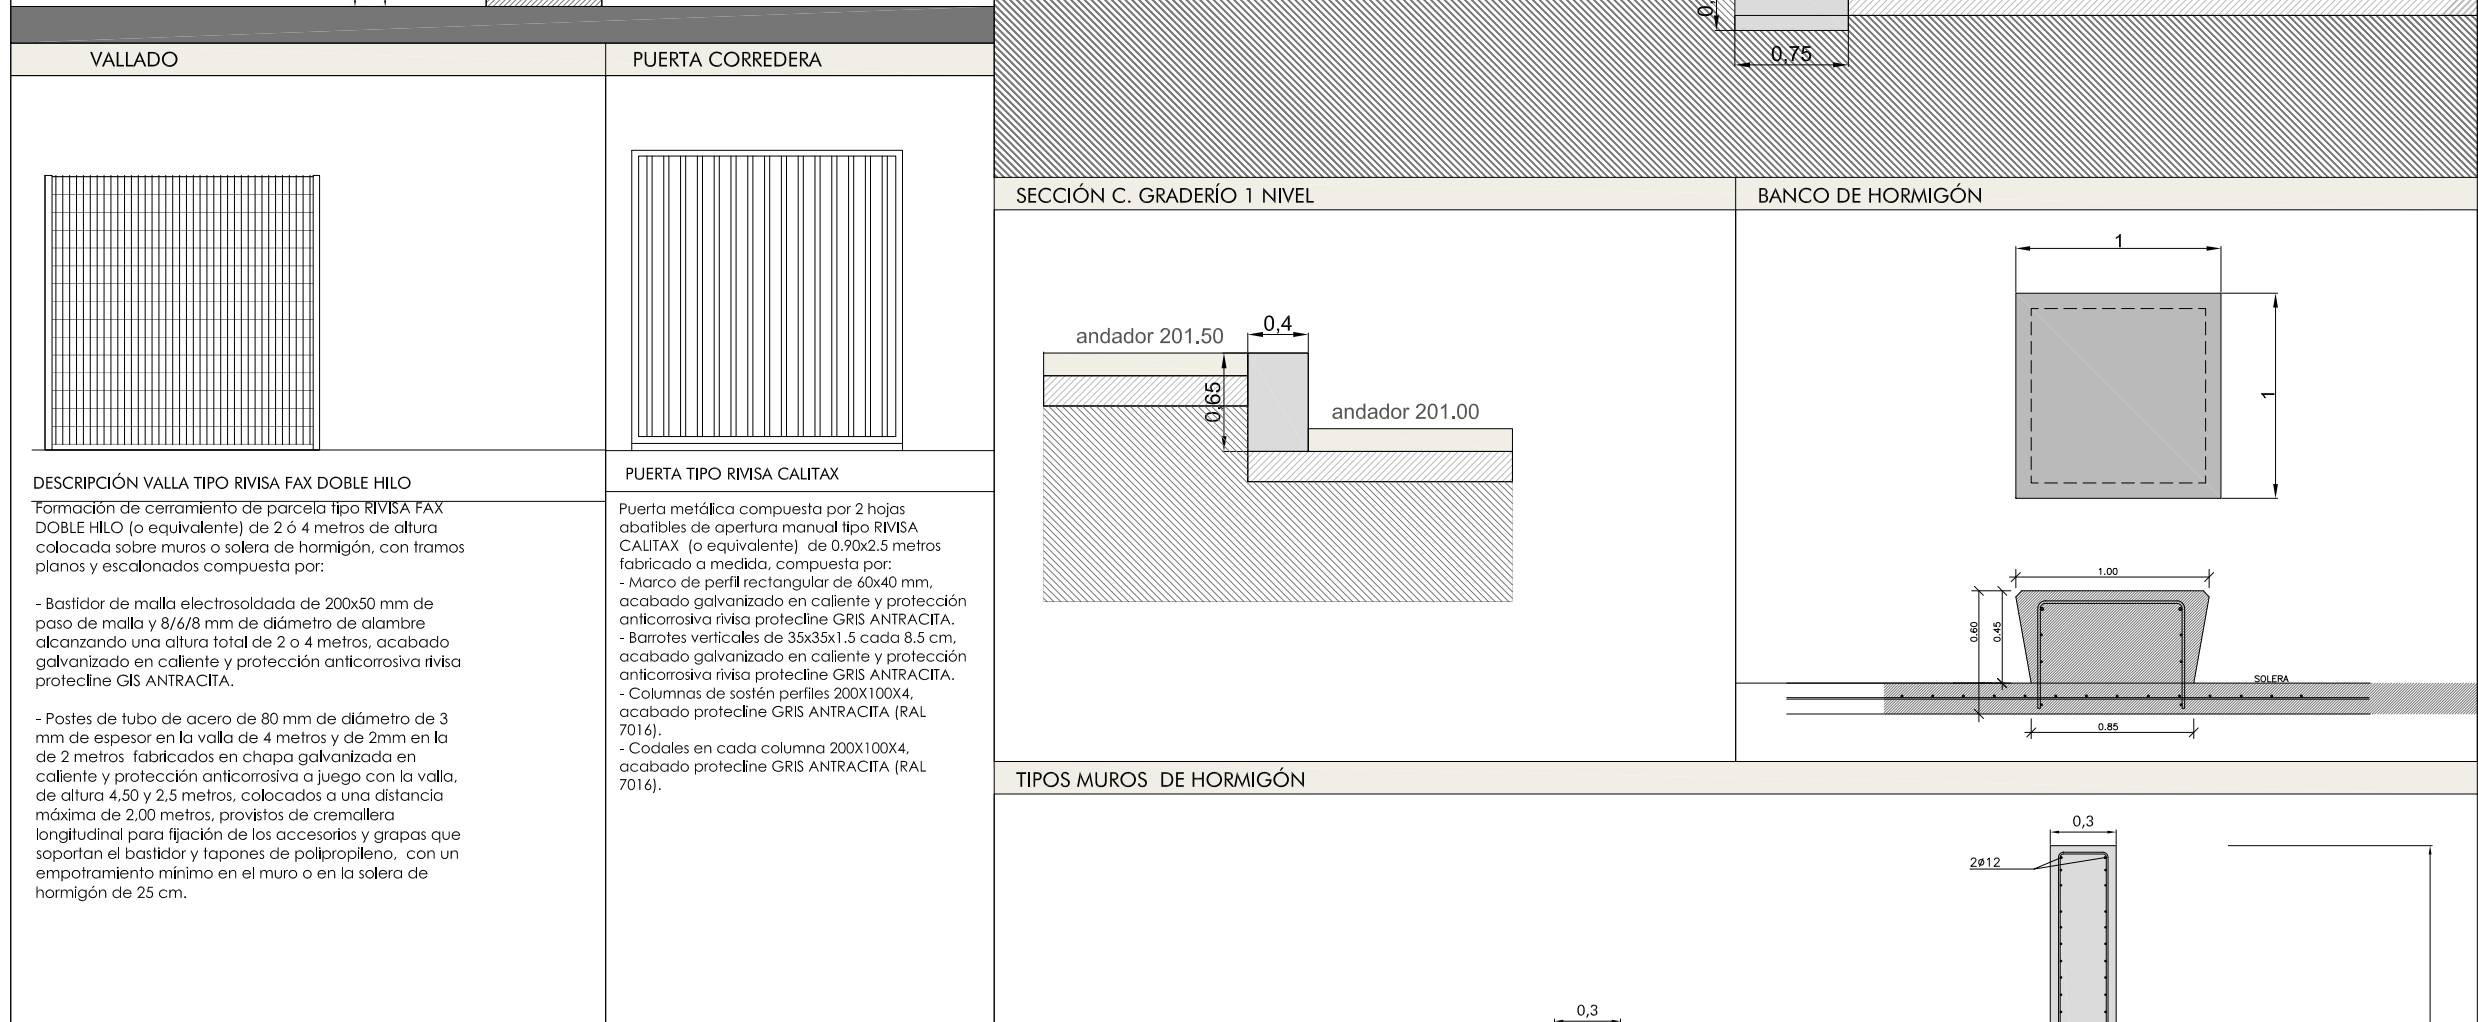 VALLADO
PUERTA CORREDERA
DESCRIPCIÓN VALLA TIPO RIVISA FAX DOBLE HILO
Formación de cerramiento de parcela tipo RIVISA FAX
DOBLE HILO (o equivalente) de 2 ó 4 metros de altura
colocada sobre muros o solera de hormigón, con tramos
planos y escalonados compuesta por:
- Bastidor de malla electrosoldada de 200x50 mm de
paso de malla y 8/6/8 mm de diámetro de alambre
alcanzando una altura total de 2 o 4 metros, acabado
galvanizado en caliente y protección anticorrosiva rivisa
protecline GIS ANTRACITA.
- Postes de tubo de acero de 80 mm de diámetro de 3
mm de espesor en la valla de 4 metros y de 2mm en la
de 2 metros  fabricados en chapa galvanizada en
caliente y protección anticorrosiva a juego con la valla,
de altura 4,50 y 2,5 metros, colocados a una distancia
máxima de 2,00 metros, provistos de cremallera
longitudinal para fijación de los accesorios y grapas que
soportan el bastidor y tapones de polipropileno,  con un
empotramiento mínimo en el muro o en la solera de
hormigón de 25 cm.
PUERTA TIPO RIVISA CALITAX
Puerta metálica compuesta por 2 hojas
abatibles de apertura manual tipo RIVISA
CALITAX  (o equivalente)  de 0.90x2.5 metros
fabricado a medida, compuesta por:
- Marco de perfil rectangular de 60x40 mm,
acabado galvanizado en caliente y protección
anticorrosiva rivisa protecline GRIS ANTRACITA.
- Barrotes verticales de 35x35x1.5 cada 8.5 cm,
acabado galvanizado en caliente y protección
anticorrosiva rivisa protecline GRIS ANTRACITA.
- Columnas de sostén perfiles 200X100X4,
acabado protecline GRIS ANTRACITA (RAL
7016).
- Codales en cada columna 200X100X4,
acabado protecline GRIS ANTRACITA (RAL
7016).
0,75
SECCIÓN C. GRADERÍO 1 NIVEL
andador 201.50
0,4
0,65
andador 201.00
BANCO DE HORMIGÓN
1
1
1.00
0.60
0.45
SOLERA
0.85
TIPOS MUROS  DE HORMIGÓN
0,3
2ø12
0,3